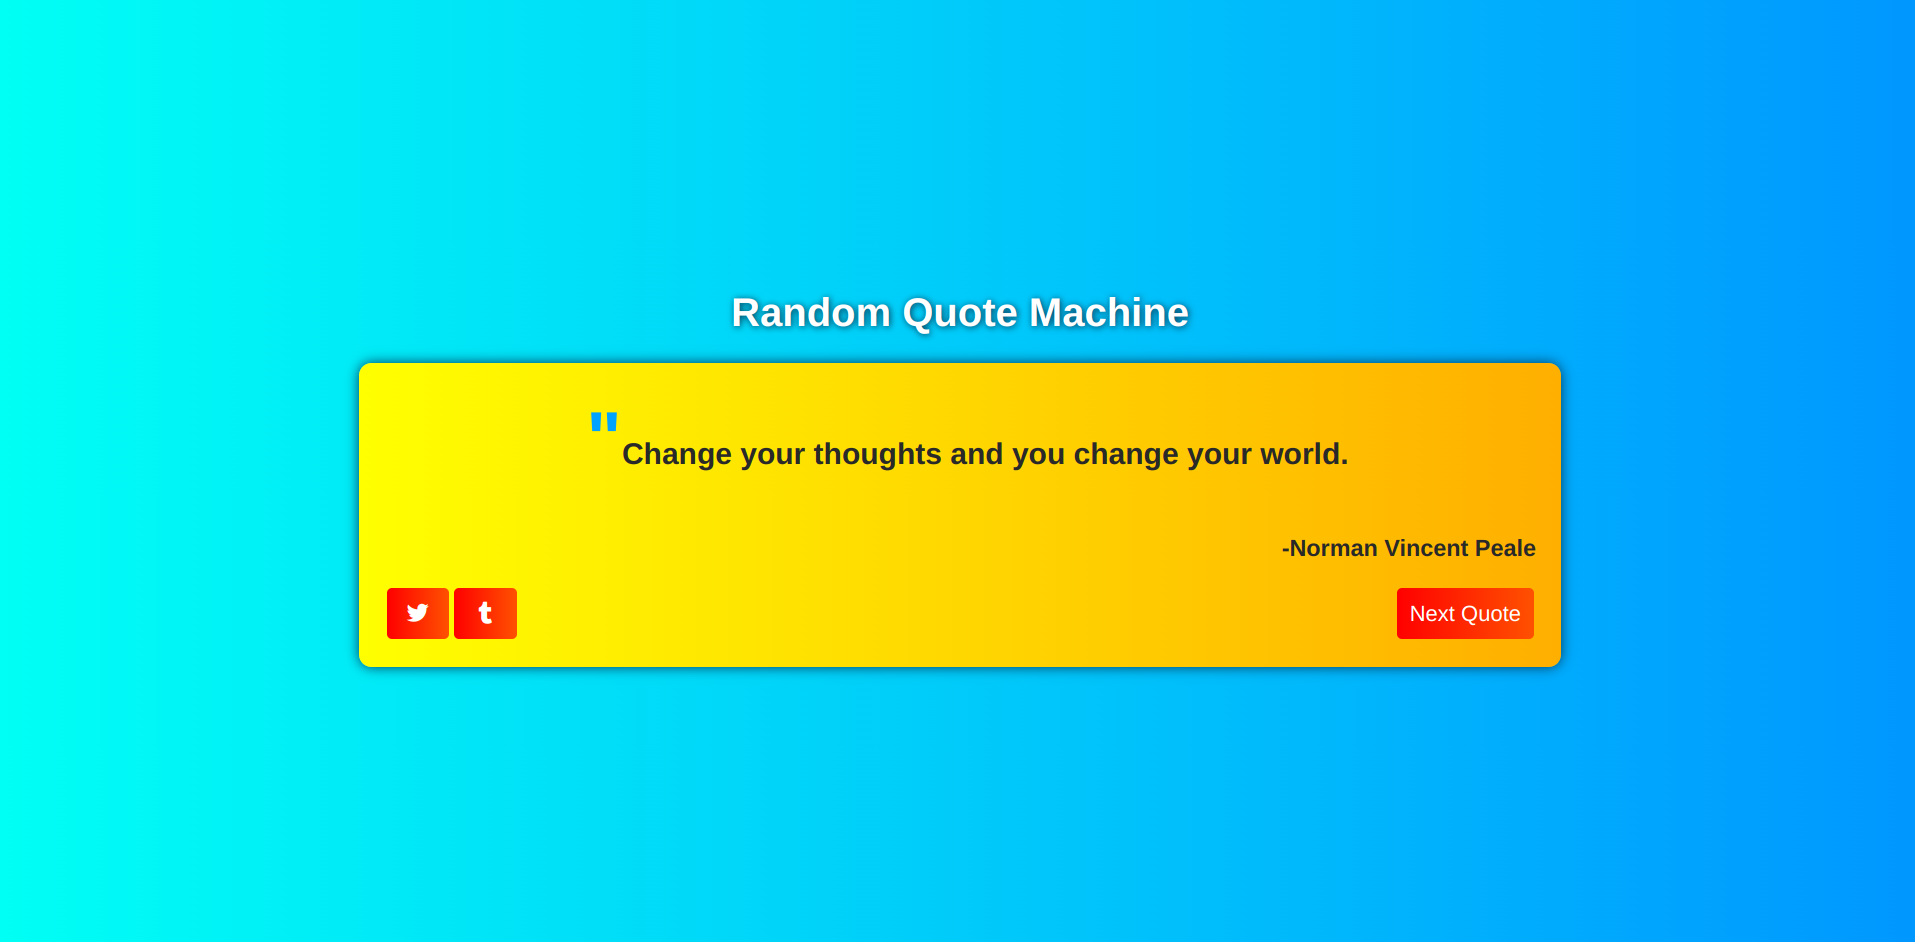 Random Quote Machine
"Change your thoughts and you change your world.
-Norman Vincent Peale
Next Quote